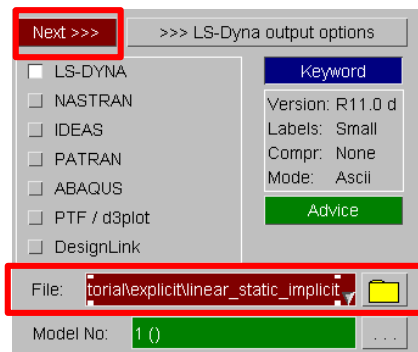 Next >>> >>> LS-Dyna output options
LS-DYNA
NASTRAN
IDEAS
PATRAN
ABAQUS
PTF / d3plot
DesignLink
Keyword
Version: R11.0 d
Labels: Small
Compr: None
Mode: Ascii
Advice
File: torial\explicit\linear_static_implicit
Model No: 1 () . . .